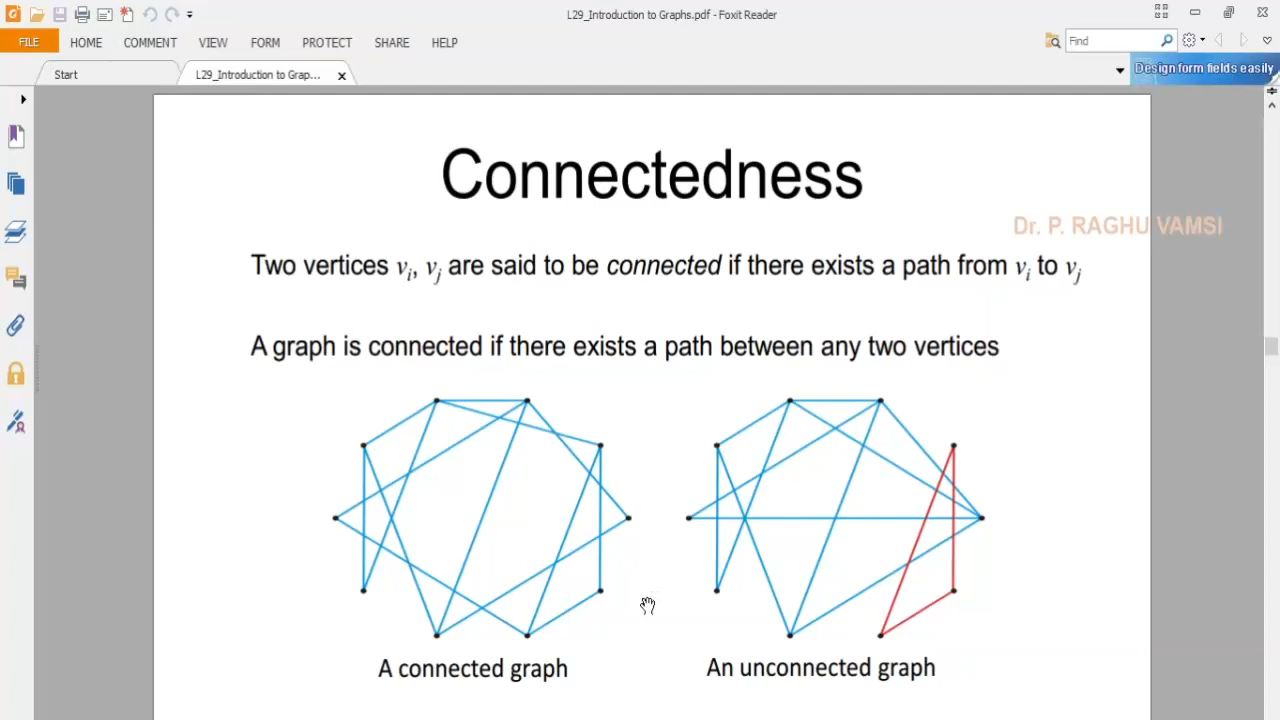 L29_Introduction to Graphs.pdf - Foxit Reader
FILE HOME COMMENT VIEW FORM PROTECT SHARE HELP Find
Start L29_Introduction to Grap... Design form fields easily
Connectedness
Dr. P. RAGHU VAMSI
Two vertices vi, vj are said to be connected if there exists a path from vi to vj
A graph is connected if there exists a path between any two vertices
A connected graph An unconnected graph